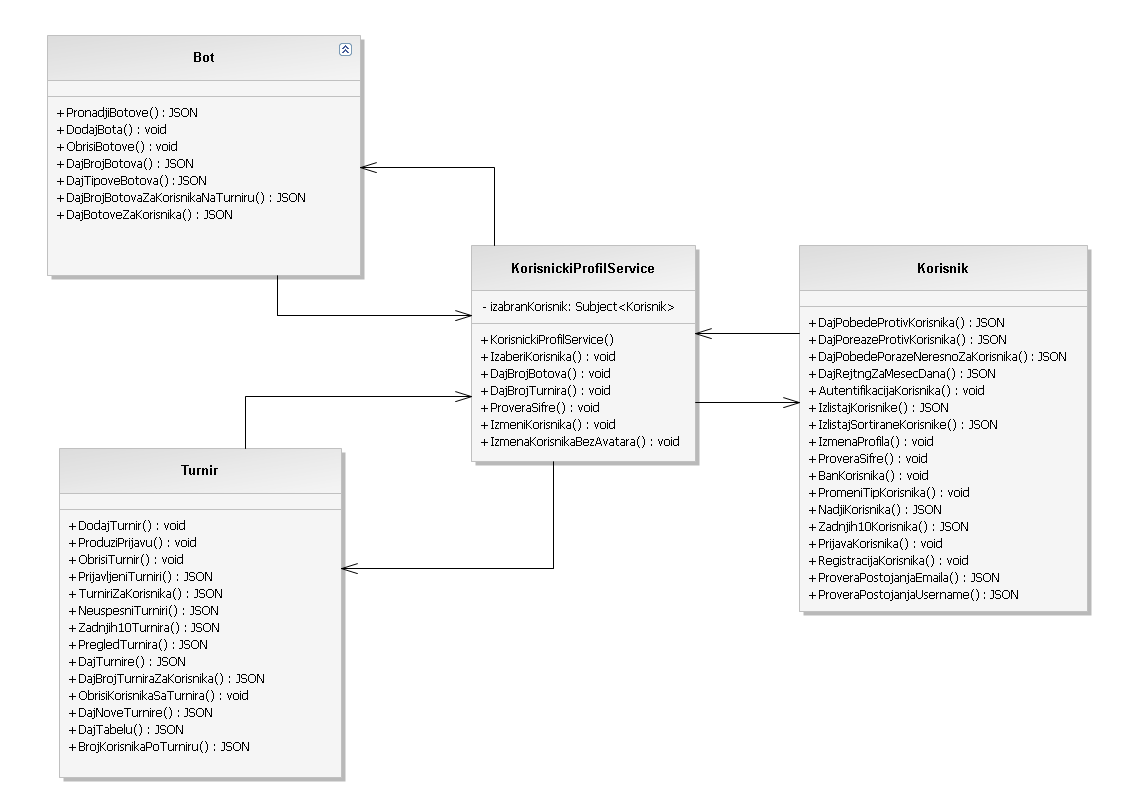 Bot
+PronadjiBotove() : JSON
+DodajBota() : void
+ObrisiBotove() : void
+DajBrojBotova() : JSON
+DajTipoveBotova() :JSON
+DajBrojBotovaZaKorisnikaNaTurniru() : JSON
+DajBotoveZaKorisnika() : JSON
KorisnickiProfilService
- izabranKorisnik: Subject<Korisnik>
+KorisnickiProfilService()
+IzaberiKorisnika() : void
+DajBrojBotova() : void
+DajBrojTurnira() : void
+ProveraSifre() : void
+IzmeniKorisnika() : void
+IzmenaKorisnikaBezAvatara() : void
Korisnik
+DajPobedeProtivKorisnika() : JSON
+DajPoreazeProtivKorisnika() : JSON
+DajPobedePorazeNeresnoZaKorisnika() : JSON
+DajRejtngZaMesecDana() : JSON
+AutentifikacijaKorisnika() : void
+IzlistajKorisnike() : JSON
+IzlistajSortiraneKorisnike() : JSON
+IzmenaProfila() : void
+ProveraSifre() : void
+BanKorisnika() : void
+PromeniTipKorisnika() : void
+NadjiKorisnika() : JSON
+Zadnjih10Korisnika() : JSON
+PrijavaKorisnika() : void
+RegistracijaKorisnika() : void
+ProveraPostojanjaEmaila() : JSON
+ProveraPostojanjaUsername() : JSON
Turnir
+DodajTurnir() : void
+ProduziPrijavu() : void
+ObrisiTurnir() : void
+PrijavljeniTurniri() : JSON
+TurniriZaKorisnika() : JSON
+NeuspesniTurniri() : JSON
+Zadnjih10Turnira() : JSON
+PregledTurnira() : JSON
+DajTurnire() : JSON
+DajBrojTurniraZaKorisnika() : JSON
+ObrisiKorisnikaSaTurnira() : void
+DajNoveTurnire() : JSON
+DajTabelu() : JSON
+BrojKorisnikaPoTurniru() : JSON